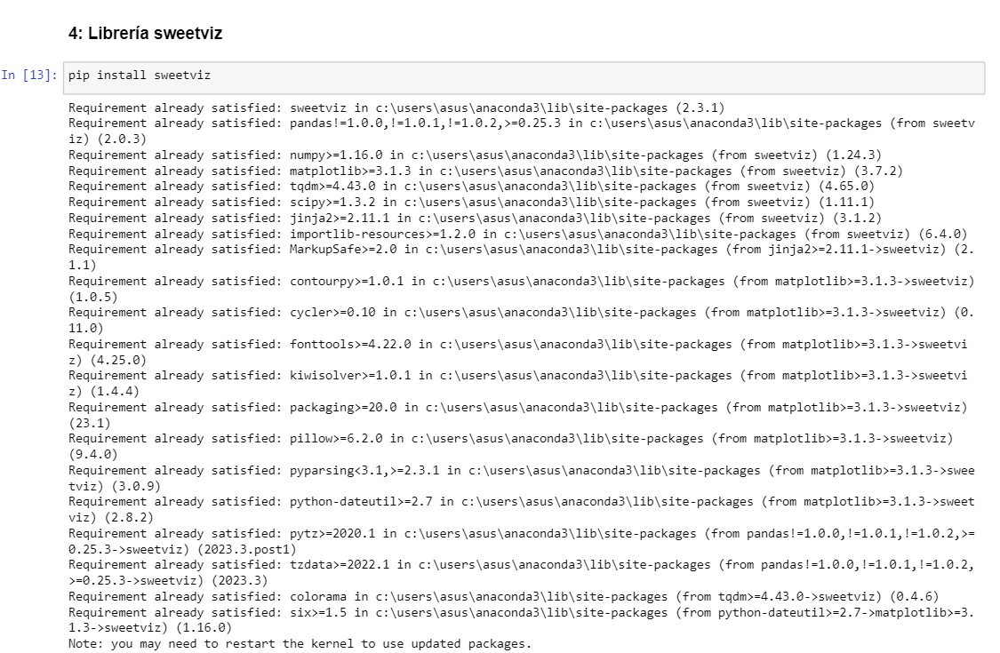 4: Librería sweetviz
In [13]: pip install sweetviz
Requirement already satisfied: sweetviz in c:\users\asus\anaconda3\lib\site-packages (2.3.1)
Requirement already satisfied: pandas!=1.0.0,!=1.0.1,!=1.0.2,>=0.25.3 in c:\users\asus\anaconda3\lib\site-packages (from sweetv
iz) (2.0.3)
Requirement already satisfied: numpy>=1.16.0 in c:\users\asus\anaconda3\lib\site-packages (from sweetviz) (1.24.3)
Requirement already satisfied: matplotlib>=3.1.3 in c:\users\asus\anaconda3\lib\site-packages (from sweetviz) (3.7.2)
Requirement already satisfied: tqdm>=4.43.0 in c:\users\asus\anaconda3\lib\site-packages (from sweetviz) (4.65.0)
Requirement already satisfied: scipy>=1.3.2 in c:\users\asus\anaconda3\lib\site-packages (from sweetviz) (1.11.1)
Requirement already satisfied: jinja2>=2.11.1 in c:\users\asus\anaconda3\lib\site-packages (from sweetviz) (3.1.2)
Requirement already satisfied: importlib-resources>=1.2.0 in c:\users\asus\anaconda3\lib\site-packages (from sweetviz) (6.4.0)
Requirement already satisfied: MarkupSafe>=2.0 in c:\users\asus\anaconda3\lib\site-packages (from jinja2>=2.11.1->sweetviz) (2.
1.1)
Requirement already satisfied: contourpy>=1.0.1 in c:\users\asus\anaconda3\lib\site-packages (from matplotlib>=3.1.3->sweetviz)
(1.0.5)
Requirement already satisfied: cycler>=0.10 in c:\users\asus\anaconda3\lib\site-packages (from matplotlib>=3.1.3->sweetviz) (0.
11.0)
Requirement already satisfied: fonttools>=4.22.0 in c:\users\asus\anaconda3\lib\site-packages (from matplotlib>=3.1.3->sweetvi
z) (4.25.0)
Requirement already satisfied: kiwisolver>=1.0.1 in c:\users\asus\anaconda3\lib\site-packages (from matplotlib>=3.1.3->sweetvi
z) (1.4.4)
Requirement already satisfied: packaging>=20.0 in c:\users\asus\anaconda3\lib\site-packages (from matplotlib>=3.1.3->sweetviz)
(23.1)
Requirement already satisfied: pillow>=6.2.0 in c:\users\asus\anaconda3\lib\site-packages (from matplotlib>=3.1.3->sweetviz)
(9.4.0)
Requirement already satisfied: pyparsing<3.1,>=2.3.1 in c:\users\asus\anaconda3\lib\site-packages (from matplotlib>=3.1.3->swee
tviz) (3.0.9)
Requirement already satisfied: python-dateutil>=2.7 in c:\users\asus\anaconda3\lib\site-packages (from matplotlib>=3.1.3->sweet
viz) (2.8.2)
Requirement already satisfied: pytz>=2020.1 in c:\users\asus\anaconda3\lib\site-packages (from pandas!=1.0.0,!=1.0.1,!=1.0.2,>=
0.25.3->sweetviz) (2023.3.post1)
Requirement already satisfied: tzdata>=2022.1 in c:\users\asus\anaconda3\lib\site-packages (from pandas!=1.0.0,!=1.0.1,!=1.0.2,
>=0.25.3->sweetviz) (2023.3)
Requirement already satisfied: colorama in c:\users\asus\anaconda3\lib\site-packages (from tqdm>=4.43.0->sweetviz) (0.4.6)
Requirement already satisfied: six>=1.5 in c:\users\asus\anaconda3\lib\site-packages (from python-dateutil>=2.7->matplotlib>=3.
1.3->sweetviz) (1.16.0)
Note: you may need to restart the kernel to use updated packages.